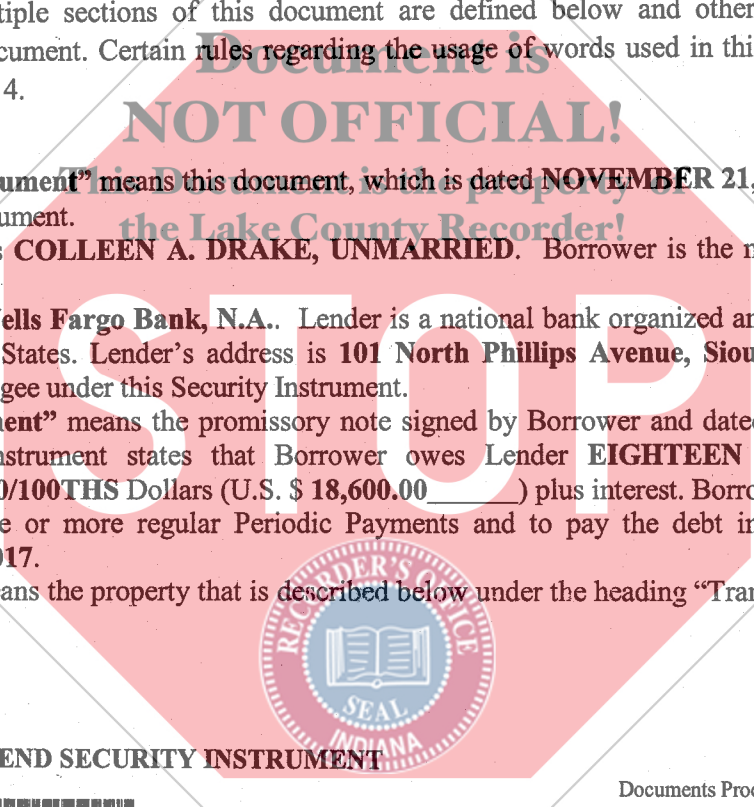 tiple sections of this document are defined below and other
cument. Certain rules regarding the usage of words used in thi
4.
Document is
NOT OFFICIAL!
This Document is the property of
the Lake County Recorder!
STOP
ument” means this document, which is dated NOVEMBER 21,
ument.
s COLLEEN A. DRAKE, UNMARRIED. Borrower is the m
ells Fargo Bank, N.A.. Lender is a national bank organized an
States. Lender’s address is 101 North Phillips Avenue, Siou
gee under this Security Instrument.
ent” means the promissory note signed by Borrower and dated
nstrument states that Borrower owes Lender EIGHTEEN
0/100THS Dollars (U.S. $ 18,600.00______) plus interest. Borro
e or more regular Periodic Payments and to pay the debt in
017.
ans the property that is described below under the heading “Tran
RECORDER'S OFFICE
SEAL
INDIANA
END SECURITY INSTRUMENT
Documents Proc